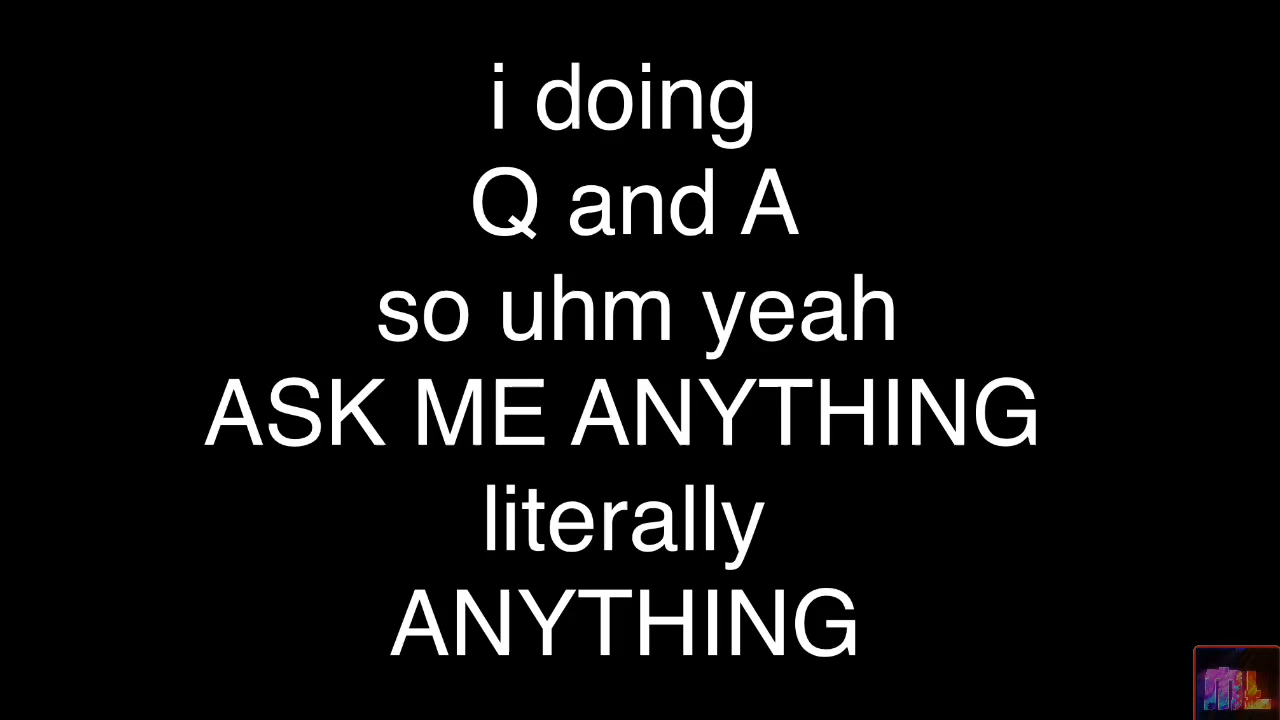 i doing
Q and A
so uhm yeah
ASK ME ANYTHING
literally
ANYTHING